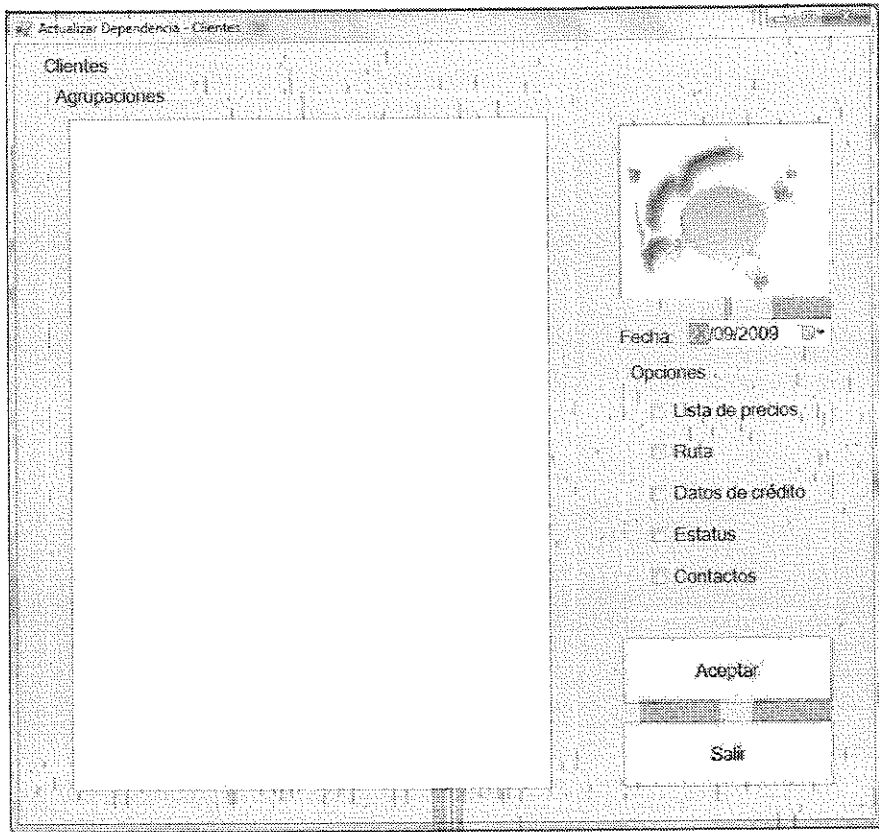 Actualizar Dependencia - Clientes
Clientes
Agrupaciones
Fecha: /09/2009
Opciones
Lista de precios
Ruta
Datos de crédito
Estatus
Contactos
Aceptar
Salir